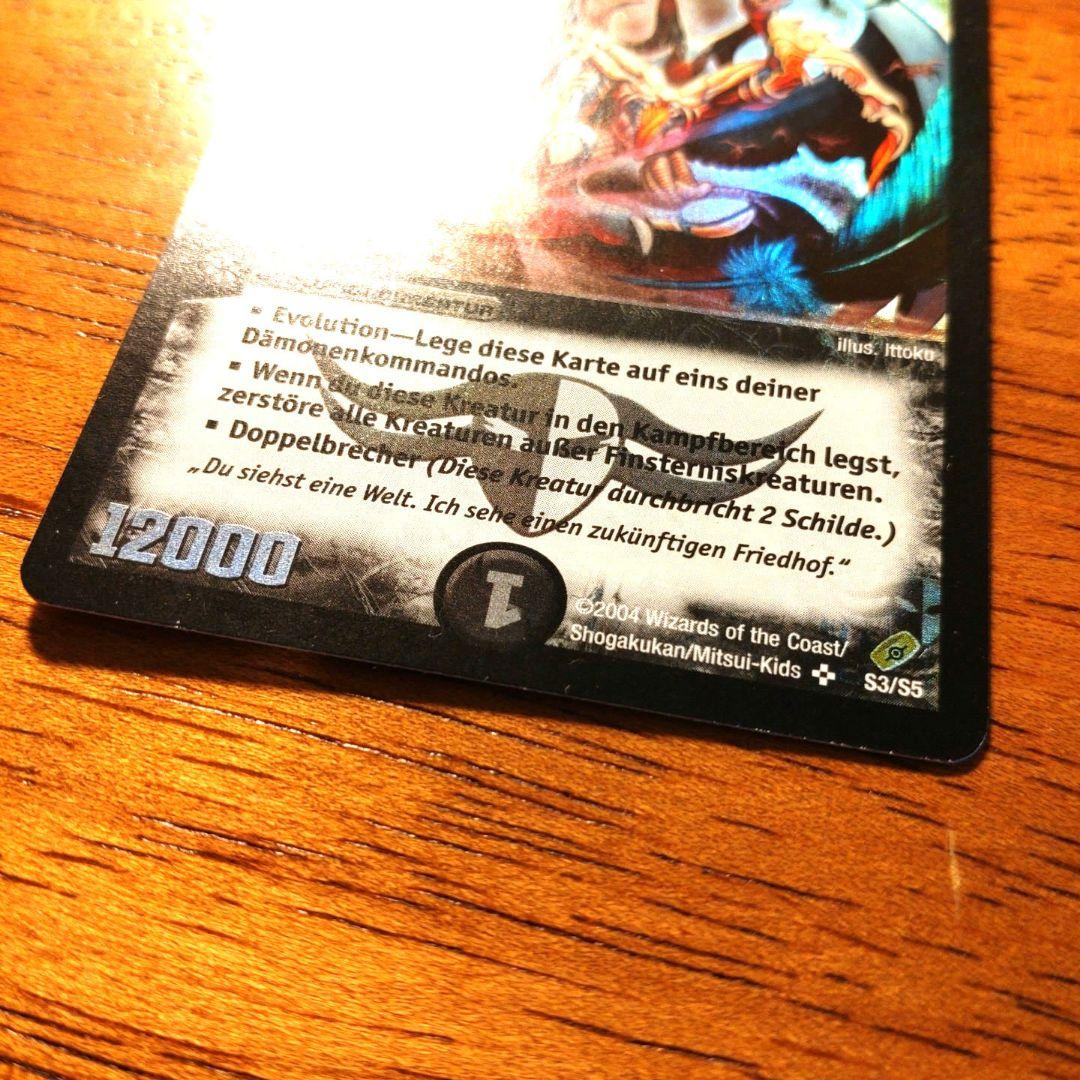 illus. Ittoku
▪ Evolution—Lege diese Karte auf eins deiner
Dämonenkommandos.
▪ Wenn du diese Kreatur in den Kampfbereich legst,
zerstöre alle Kreaturen außer Finsterniskreaturen.
▪ Doppelbrecher (Diese Kreatur durchbricht 2 Schilde.)
„Du siehst eine Welt. Ich sehe einen zukünftigen Friedhof.“
12000
1
©2004 Wizards of the Coast/
Shogakukan/Mitsui-Kids
S3/S5